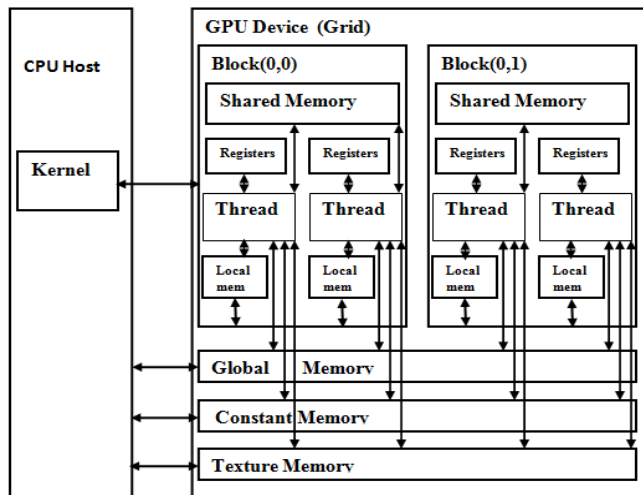 GPU Device (Grid)
CPU Host
Block(0,0)
Block(0,1)
Shared Memory
Shared Memory
Registers
Registers
Registers
Registers
Kernel
Thread
Thread
Thread
Thread
Local
mem
Local
mem
Local
mem
Local
mem
Global Memory
Constant Memory
Texture Memory